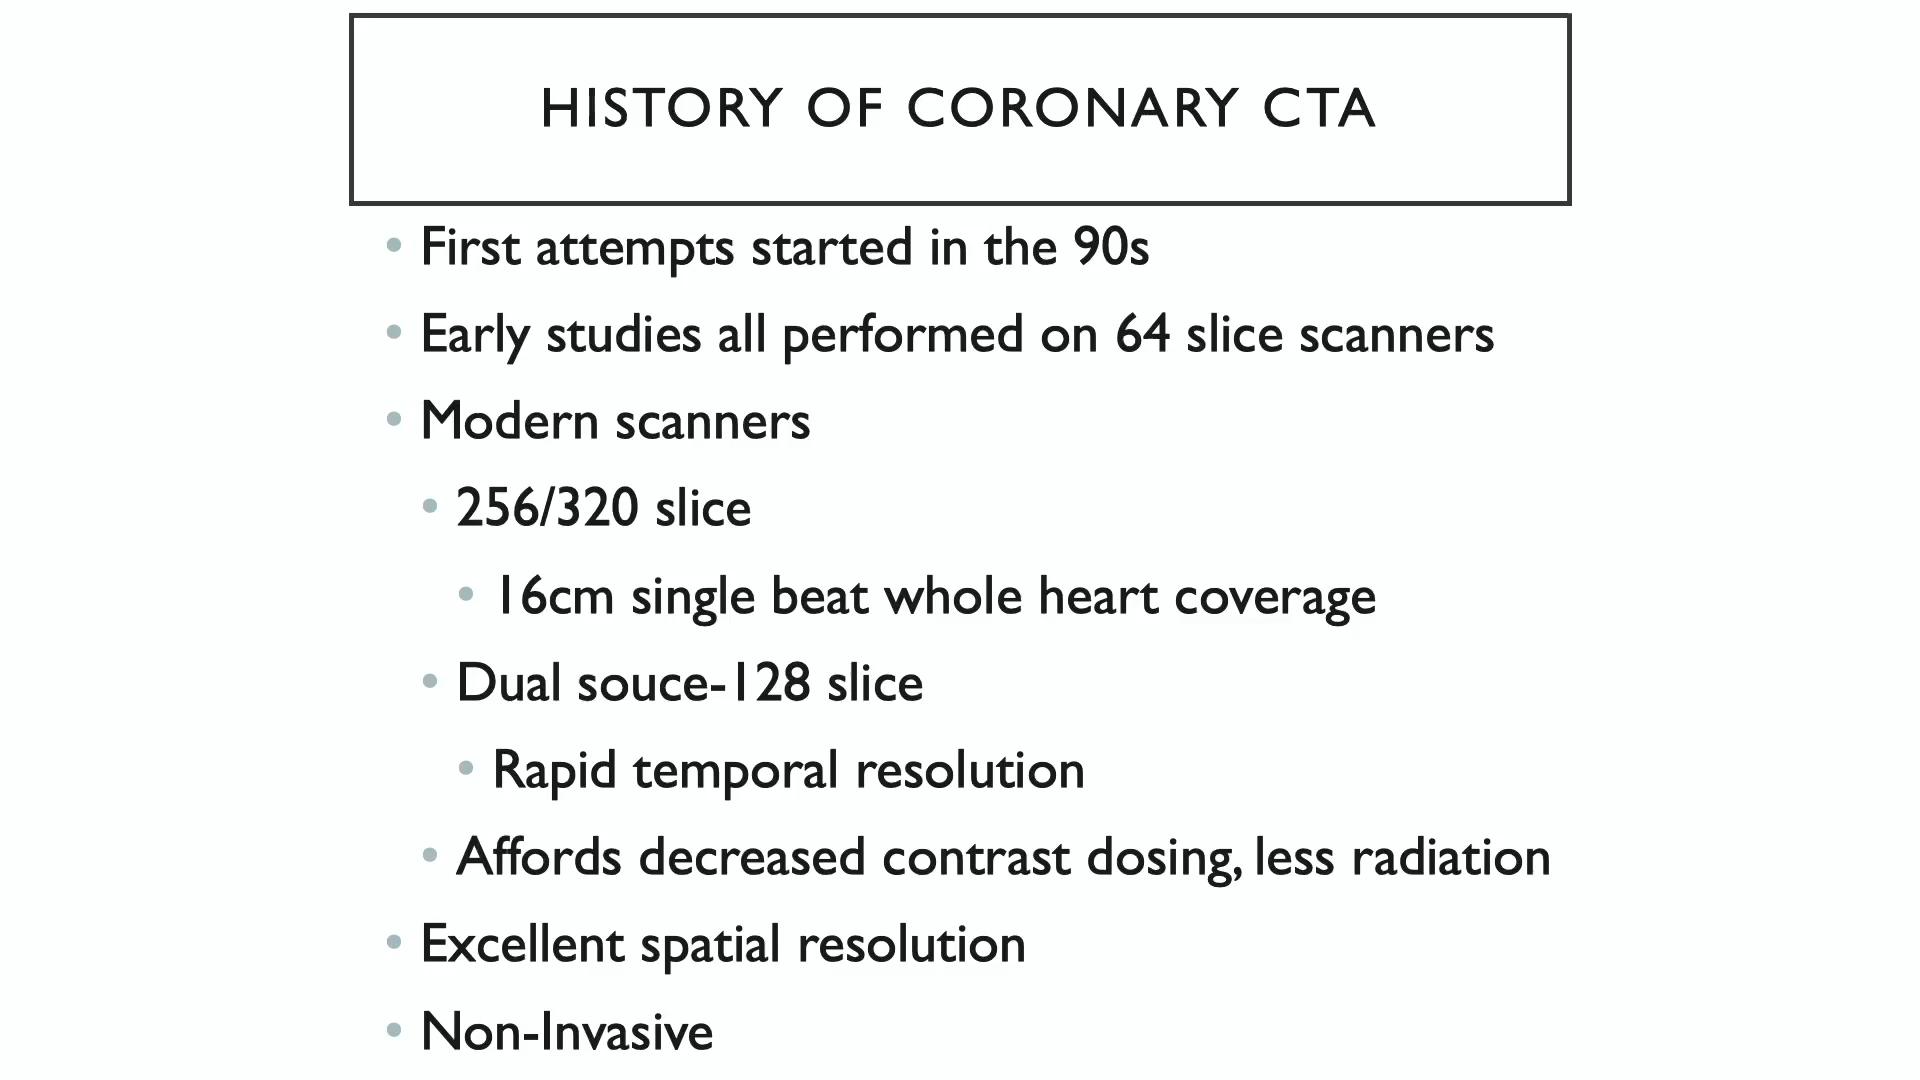 HISTORY OF CORONARY CTA
• First attempts started in the 90s
• Early studies all performed on 64 slice scanners
• Modern scanners
• 256/320 slice
• 16cm single beat whole heart coverage
• Dual souce-128 slice
• Rapid temporal resolution
• Affords decreased contrast dosing, less radiation
• Excellent spatial resolution
• Non-Invasive